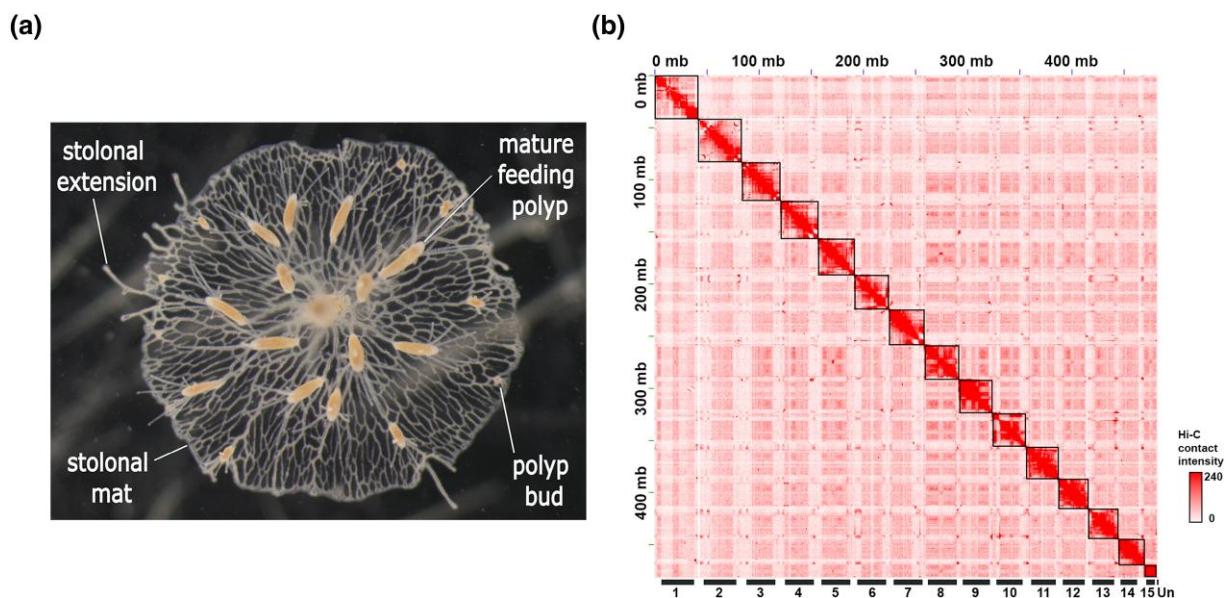 (a)
stolonal
extension
mature
feeding
polyp
stolonal
mat
polyp
bud
(b)
0 mb 100 mb 200 mb 300 mb 400 mb
0 mb
100 mb
200 mb
300 mb
400 mb
Hi-C
contact
intensity
240
0
1 2 3 4 5 6 7 8 9 10 11 12 13 14 15 Un